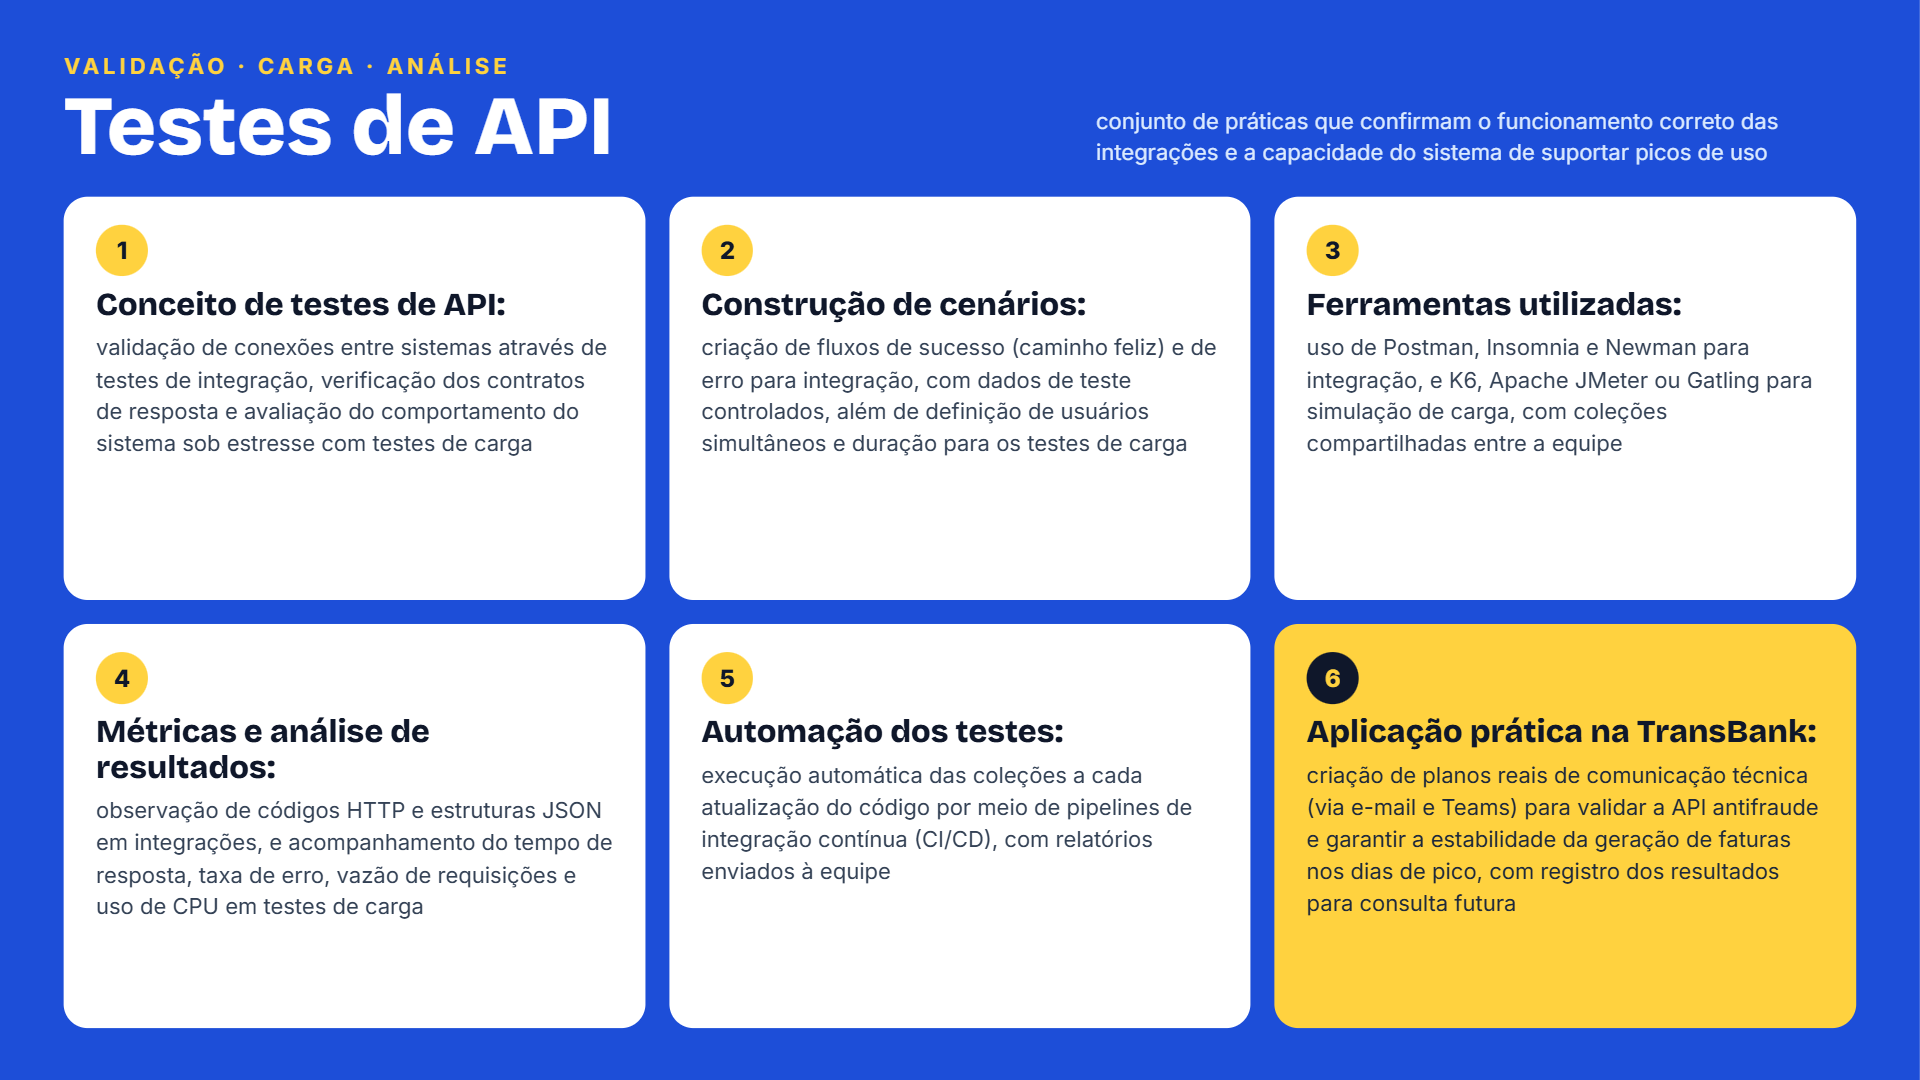 VALIDAÇÃO · CARGA · ANÁLISE
Testes de API
conjunto de práticas que confirmam o funcionamento correto das
integrações e a capacidade do sistema de suportar picos de uso
1
Conceito de testes de API:
validação de conexões entre sistemas através de
testes de integração, verificação dos contratos
de resposta e avaliação do comportamento do
sistema sob estresse com testes de carga
2
Construção de cenários:
criação de fluxos de sucesso (caminho feliz) e de
erro para integração, com dados de teste
controlados, além de definição de usuários
simultâneos e duração para os testes de carga
3
Ferramentas utilizadas:
uso de Postman, Insomnia e Newman para
integração, e K6, Apache JMeter ou Gatling para
simulação de carga, com coleções
compartilhadas entre a equipe
4
Métricas e análise de
resultados:
observação de códigos HTTP e estruturas JSON
em integrações, e acompanhamento do tempo de
resposta, taxa de erro, vazão de requisições e
uso de CPU em testes de carga
5
Automação dos testes:
execução automática das coleções a cada
atualização do código por meio de pipelines de
integração contínua (CI/CD), com relatórios
enviados à equipe
6
Aplicação prática na TransBank:
criação de planos reais de comunicação técnica
(via e-mail e Teams) para validar a API antifraude
e garantir a estabilidade da geração de faturas
nos dias de pico, com registro dos resultados
para consulta futura